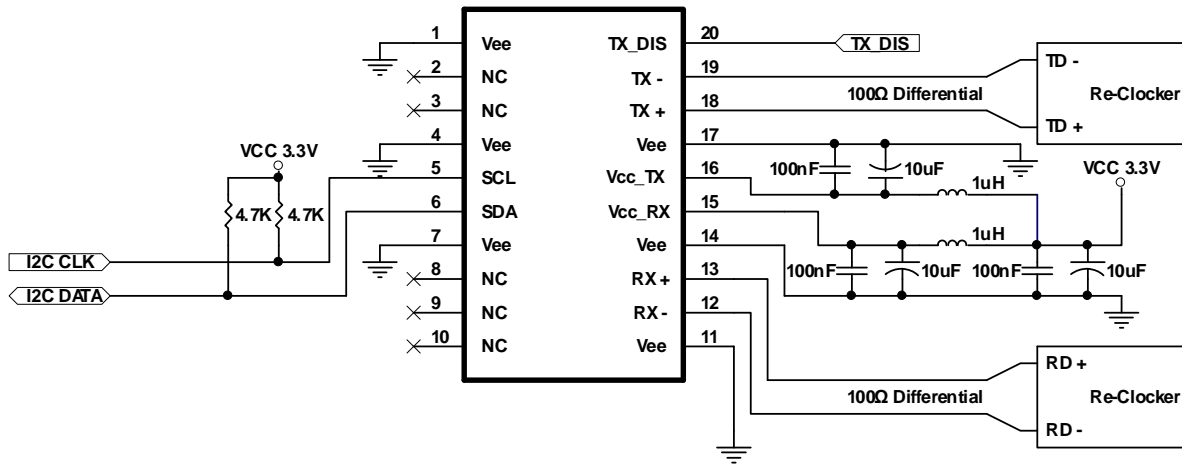 1 Vee
2 NC
3 NC
4 Vee
5 SCL
6 SDA
7 Vee
8 NC
9 NC
10 NC
VCC 3.3V
4.7K 4.7K
I2C CLK
I2C DATA
TX_DIS 20
TX - 19
TX + 18
Vee 17
Vcc_TX 16
Vcc_RX 15
Vee 14
RX + 13
RX - 12
Vee 11
TX_DIS
TD -
100Ω Differential
Re-Clocker
TD +
100nF
10uF
VCC 3.3V
1uH
1uH
100nF
10uF
100nF
10uF
RD +
100Ω Differential
Re-Clocker
RD -